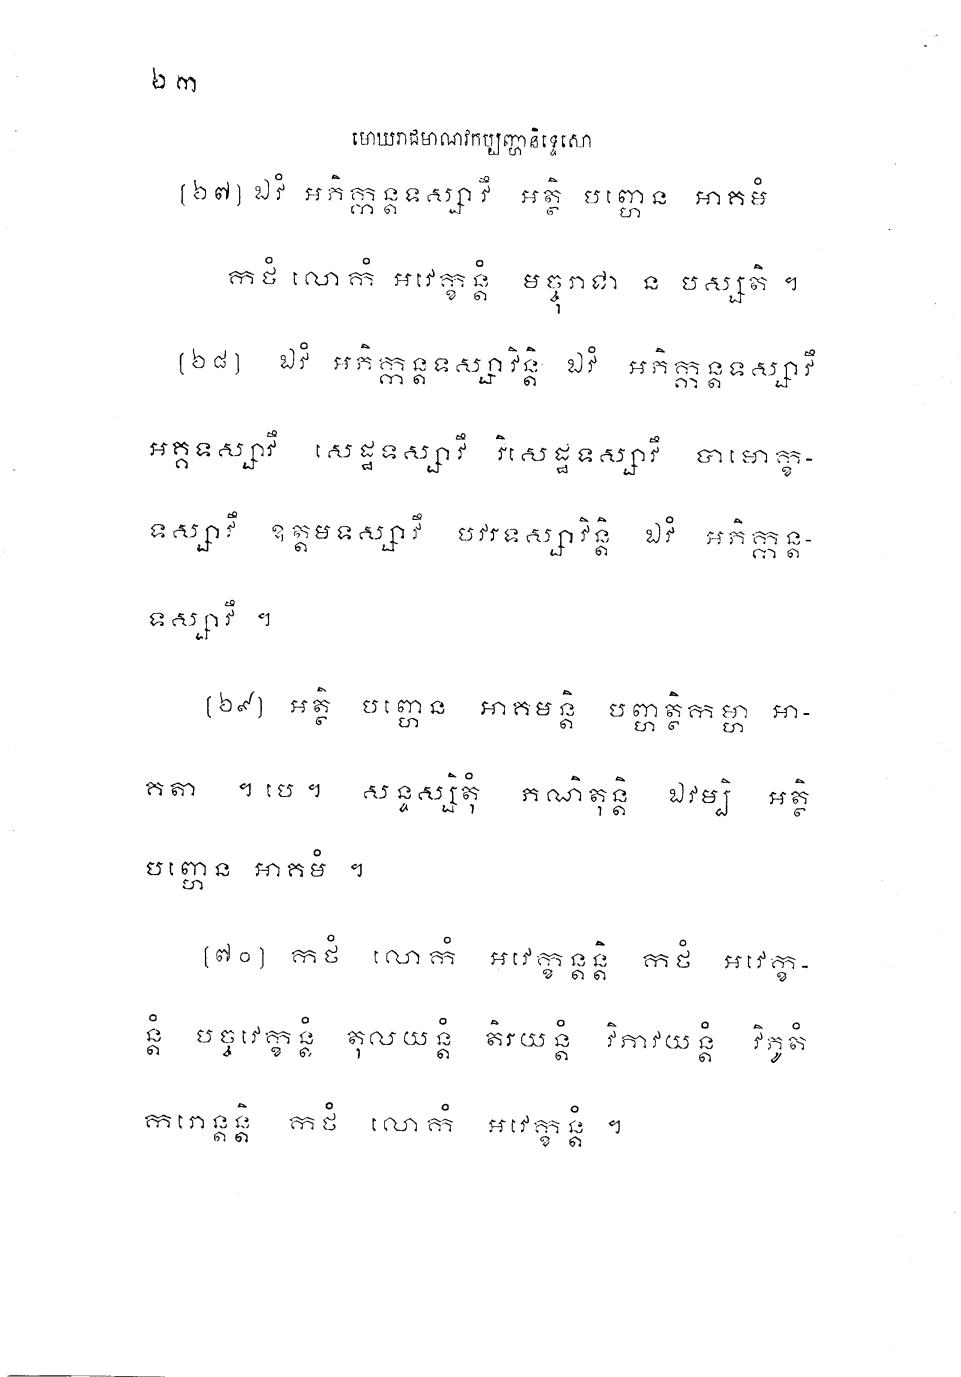 ៦៣
មោឃរាជមាណវកប្បញ្ហានិទ្ទេសោ
[៦៧] ឯវំ អភិក្កន្តទស្សាវឹ អត្ថិ បញ្ហេន អាគមំ
កថំ លោកំ អវេក្ខន្តំ មច្ចុរាជា ន បស្សតិ ។
[៦៨] ឯវំ អភិក្កន្តទស្សាវិន្តិ ឯវំ អភិក្កន្តទស្សាវឹ
អគ្គទស្សាវឹ សេដ្ឋទស្សាវឹ វិសេដ្ឋទស្សាវឹ បាមោក្ខ-
ទស្សាវឹ ឧត្តមទស្សាវឹ បវរទស្សាវិន្តិ ឯវំ អភិក្កន្ត-
ទស្សាវឹ ។
[៦៩] អត្ថិ បញ្ហេន អាគមន្តិ បញ្ហត្ថិកម្ហា អា-
គតា ។ បេ ។ សន្ទស្សិតុំ ភណិតុន្តិ ឯវម្បិ អត្ថិ
បញ្ហេន អាគមំ ។
[៧០] កថំ លោកំ អវេក្ខន្តន្តិ កថំ អវេក្ខ-
ន្តំ បច្ចវេក្ខន្តំ តុលយន្តំ តិរយន្តំ វិភាវយន្តំ វិភូតំ
ករោន្តន្តិ កថំ លោកំ អវេក្ខន្តំ ។